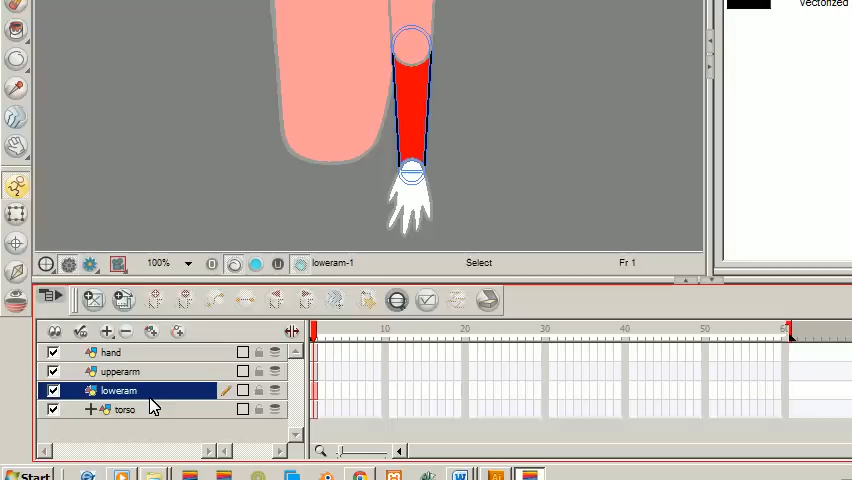 Vectorized
100%
loweram-1
Select
Fr 1
10
20
30
40
50
60
hand
upperarm
loweram
torso
Start